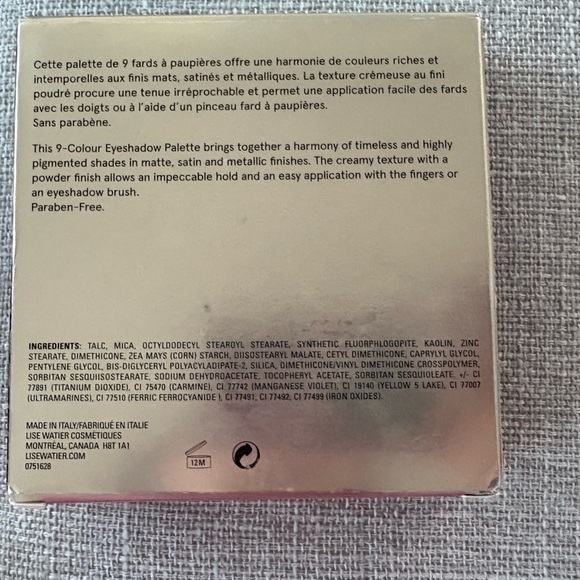 Cette palette de 9 fards à paupières offre une harmonie de couleurs riches et
intemporelles aux finis mats, satinés et métalliques. La texture crémeuse au fini
poudré procure une tenue irréprochable et permet une application facile des fards
avec les doigts ou à l'aide d'un pinceau fard à paupières.
Sans parabène.
This 9-Colour Eyeshadow Palette brings together a harmony of timeless and highly
pigmented shades in matte, satin and metallic finishes. The creamy texture with a
powder finish allows an impeccable hold and an easy application with the fingers or
an eyeshadow brush.
Paraben-Free.
INGREDIENTS: TALC, MICA, OCTYLDODECYL STEAROYL STEARATE, SYNTHETIC FLUORPHLOGOPITE, KAOLIN, ZINC
STEARATE, DIMETHICONE, ZEA MAYS (CORN) STARCH, DIISOSTEARYL MALATE, CETYL DIMETHICONE, CAPRYLYL GLYCOL,
PENTYLENE GLYCOL, BIS-DIGLYCERYL POLYACYLADIPATE-2, SILICA, DIMETHICONE/VINYL DIMETHICONE CROSSPOLYMER,
SORBITAN SESQUIISOSTEARATE, SODIUM DEHYDROACETATE, TOCOPHERYL ACETATE, SORBITAN SESQUIOLEATE. +/- CI
77891 (TITANIUM DIOXIDE), CI 75470 (CARMINE), CI 77742 (MANGANESE VIOLET), CI 19140 (YELLOW 5 LAKE), CI 77007
(ULTRAMARINES), CI 77510 (FERRIC FERROCYANIDE ), CI 77491, CI 77492, CI 77499 (IRON OXIDES).
MADE IN ITALY/FABRIQUÉ EN ITALIE
LISE WATIER COSMÉTIQUES
MONTRÉAL, CANADA H8T 1A1
LISEWATIER.COM
0751628
12M